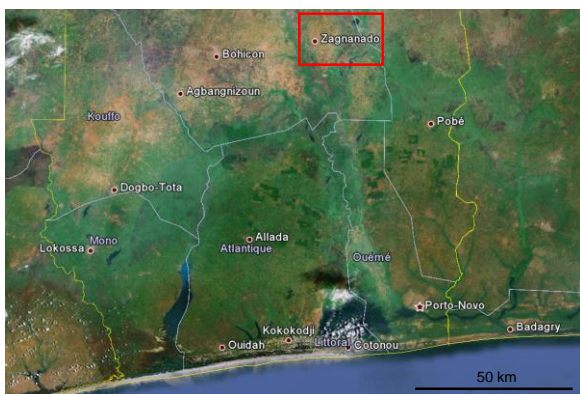 Zagnanado
Bohicon
Agbangnizoun
Kouffo
Pobè
Dogbo-Tota
Allada
Mono
Lokossa
Atlantique
Ouémé
Porto-Novo
Kokokodji
Badagry
Ouidah
Littoral
Cotonou
50 km